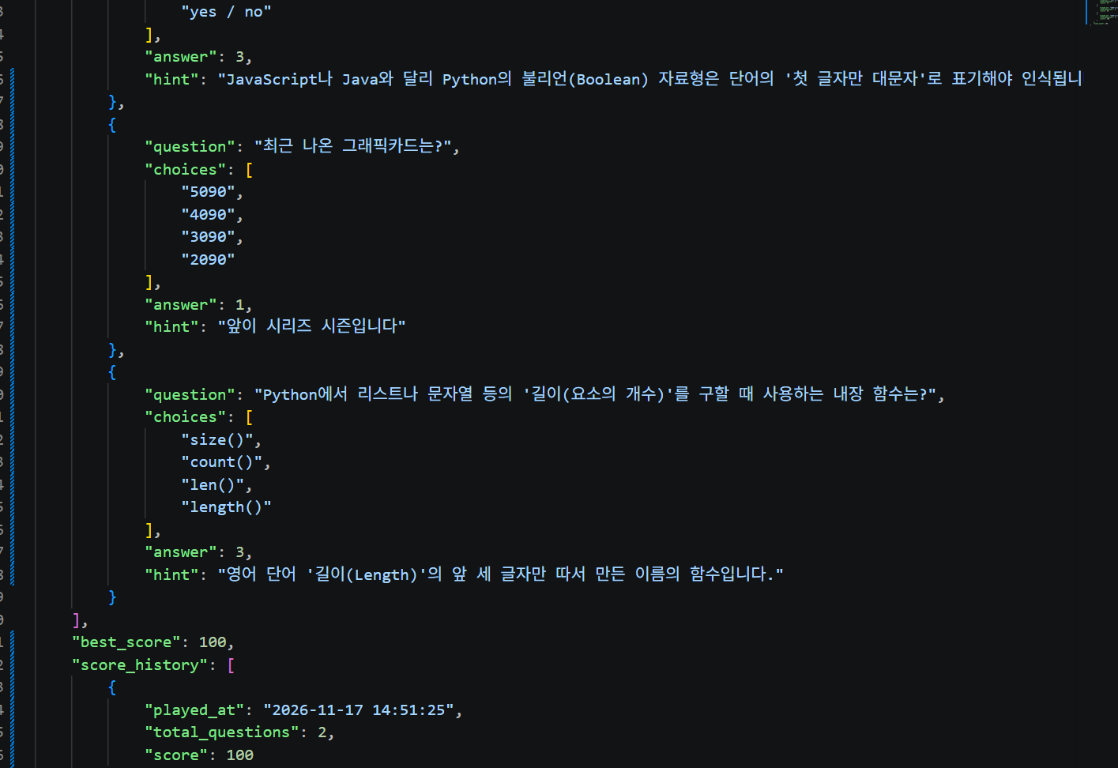 "yes / no"
],
"answer": 3,
"hint": "JavaScript나 Java와 달리 Python의 불리언(Boolean) 자료형은 단어의 '첫 글자만 대문자'로 표기해야 인식됩니
},
{
"question": "최근 나온 그래픽카드는?",
"choices": [
"5090",
"4090",
"3090",
"2090"
],
"answer": 1,
"hint": "앞이 시리즈 시즌입니다"
},
{
"question": "Python에서 리스트나 문자열 등의 '길이(요소의 개수)'를 구할 때 사용하는 내장 함수는?",
"choices": [
"size()",
"count()",
"len()",
"length()"
],
"answer": 3,
"hint": "영어 단어 '길이(Length)'의 앞 세 글자만 따서 만든 이름의 함수입니다."
}
],
"best_score": 100,
"score_history": [
{
"played_at": "2026-11-17 14:51:25",
"total_questions": 2,
"score": 100